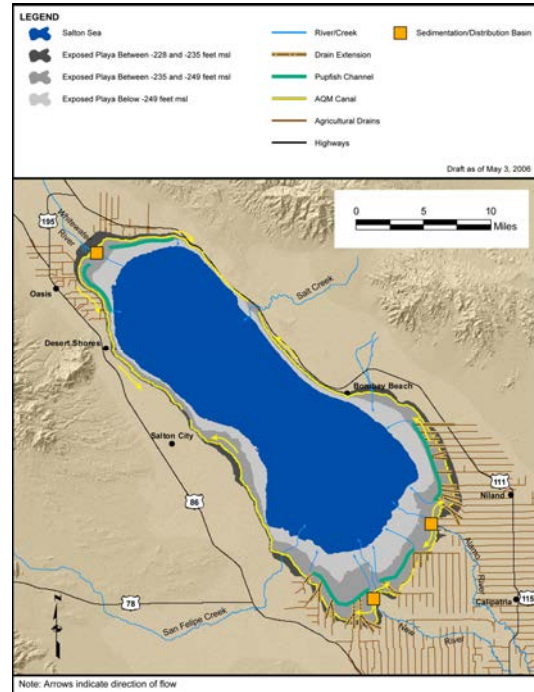 LEGEND
Salton Sea
Exposed Playa Between -228 and -235 feet msl
Exposed Playa Between -235 and -249 feet msl
Exposed Playa Below -249 feet msl
River/Creek
Drain Extension
Pupfish Channel
AQM Canal
Agricultural Drains
Highways
Sedimentation/Distribution Basin
Draft as of May 3, 2006
0 5 10
Miles
195
Whitewater
River
Oasis
Salt Creek
Desert Shores
Bombay Beach
Salton City
86
111
Niland
Alamo
River
78
San Felipe Creek
Calipatria
115
New
River
Note: Arrows indicate direction of flow